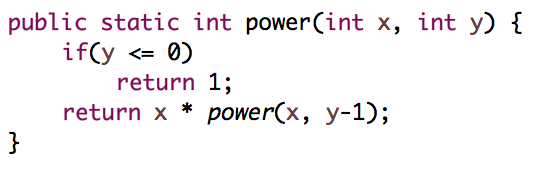 public static int power(int x, int y) {
    if(y <= 0)
        return 1;
    return x * power(x, y-1);
}